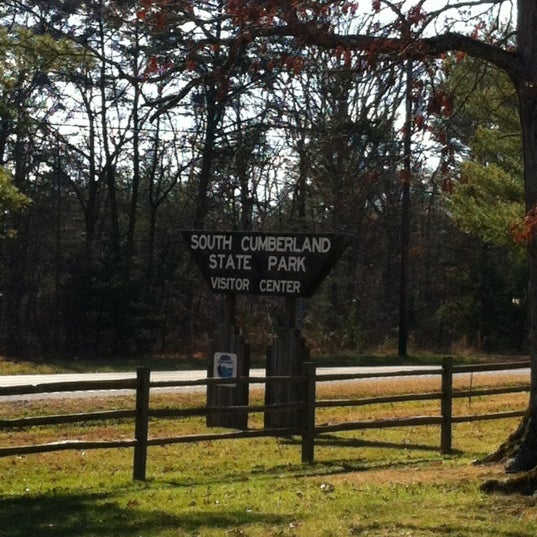 SOUTH CUMBERLAND
STATE PARK
VISITOR CENTER